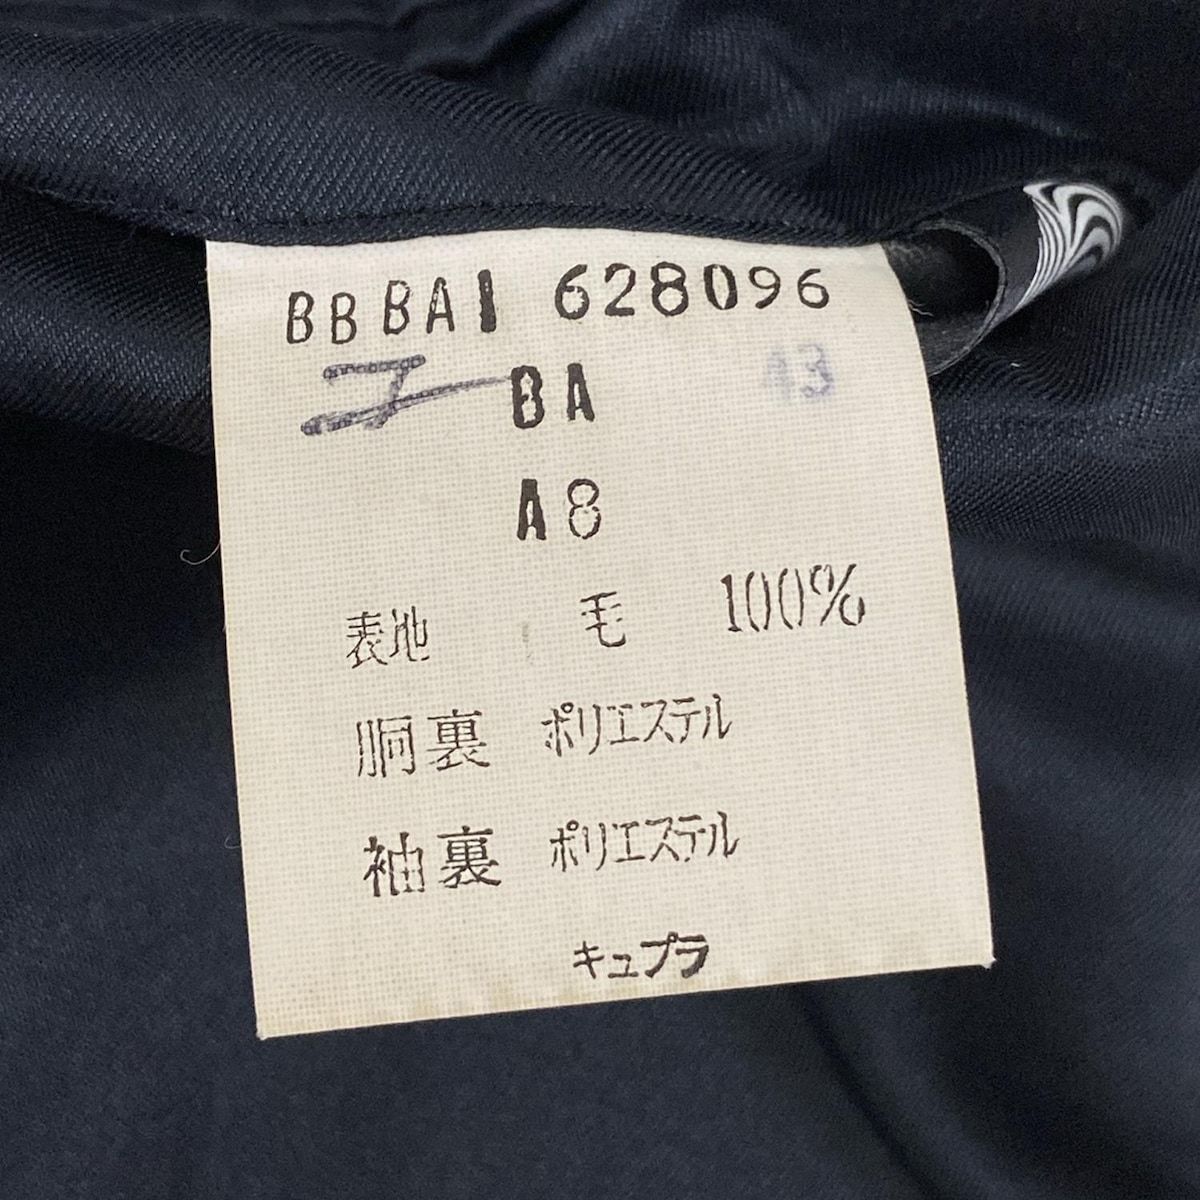 BBBA1 628096
BA 43
A8
表地 毛 100%
胴裏 ポリエステル
袖裏 ポリエステル
キュプラ